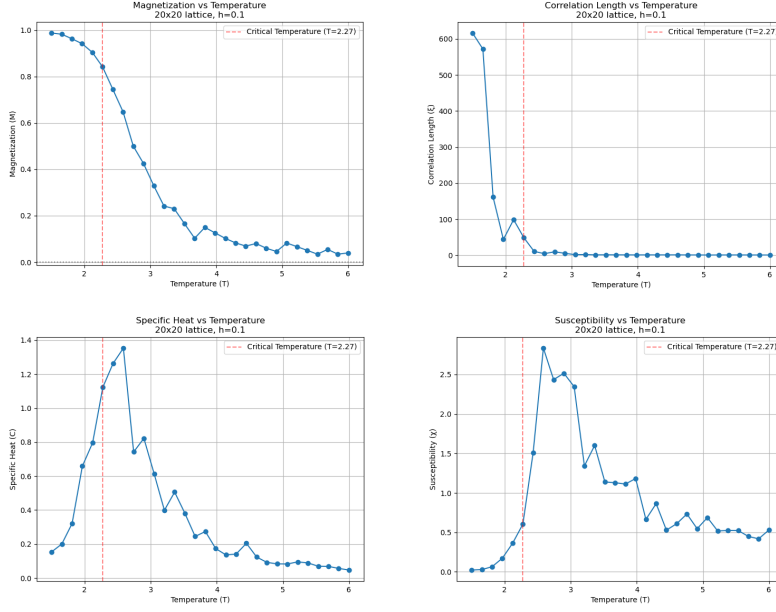 Magnetization vs Temperature
20x20 lattice, h=0.1
1.0
0.8
0.6
0.4
0.2
0.0
Magnetization (M)
Critical Temperature (T=2.27)
2 3 4 5 6
Temperature (T)
Correlation Length vs Temperature
20x20 lattice, h=0.1
600
500
400
300
200
100
0
Correlation Length (ξ)
Critical Temperature (T=2.27)
2 3 4 5 6
Temperature (T)
Specific Heat vs Temperature
20x20 lattice, h=0.1
1.4
1.2
1.0
0.8
0.6
0.4
0.2
0.0
Specific Heat (C)
Critical Temperature (T=2.27)
2 3 4 5 6
Temperature (T)
Susceptibility vs Temperature
20x20 lattice, h=0.1
2.5
2.0
1.5
1.0
0.5
0.0
Susceptibility (χ)
Critical Temperature (T=2.27)
2 3 4 5 6
Temperature (T)